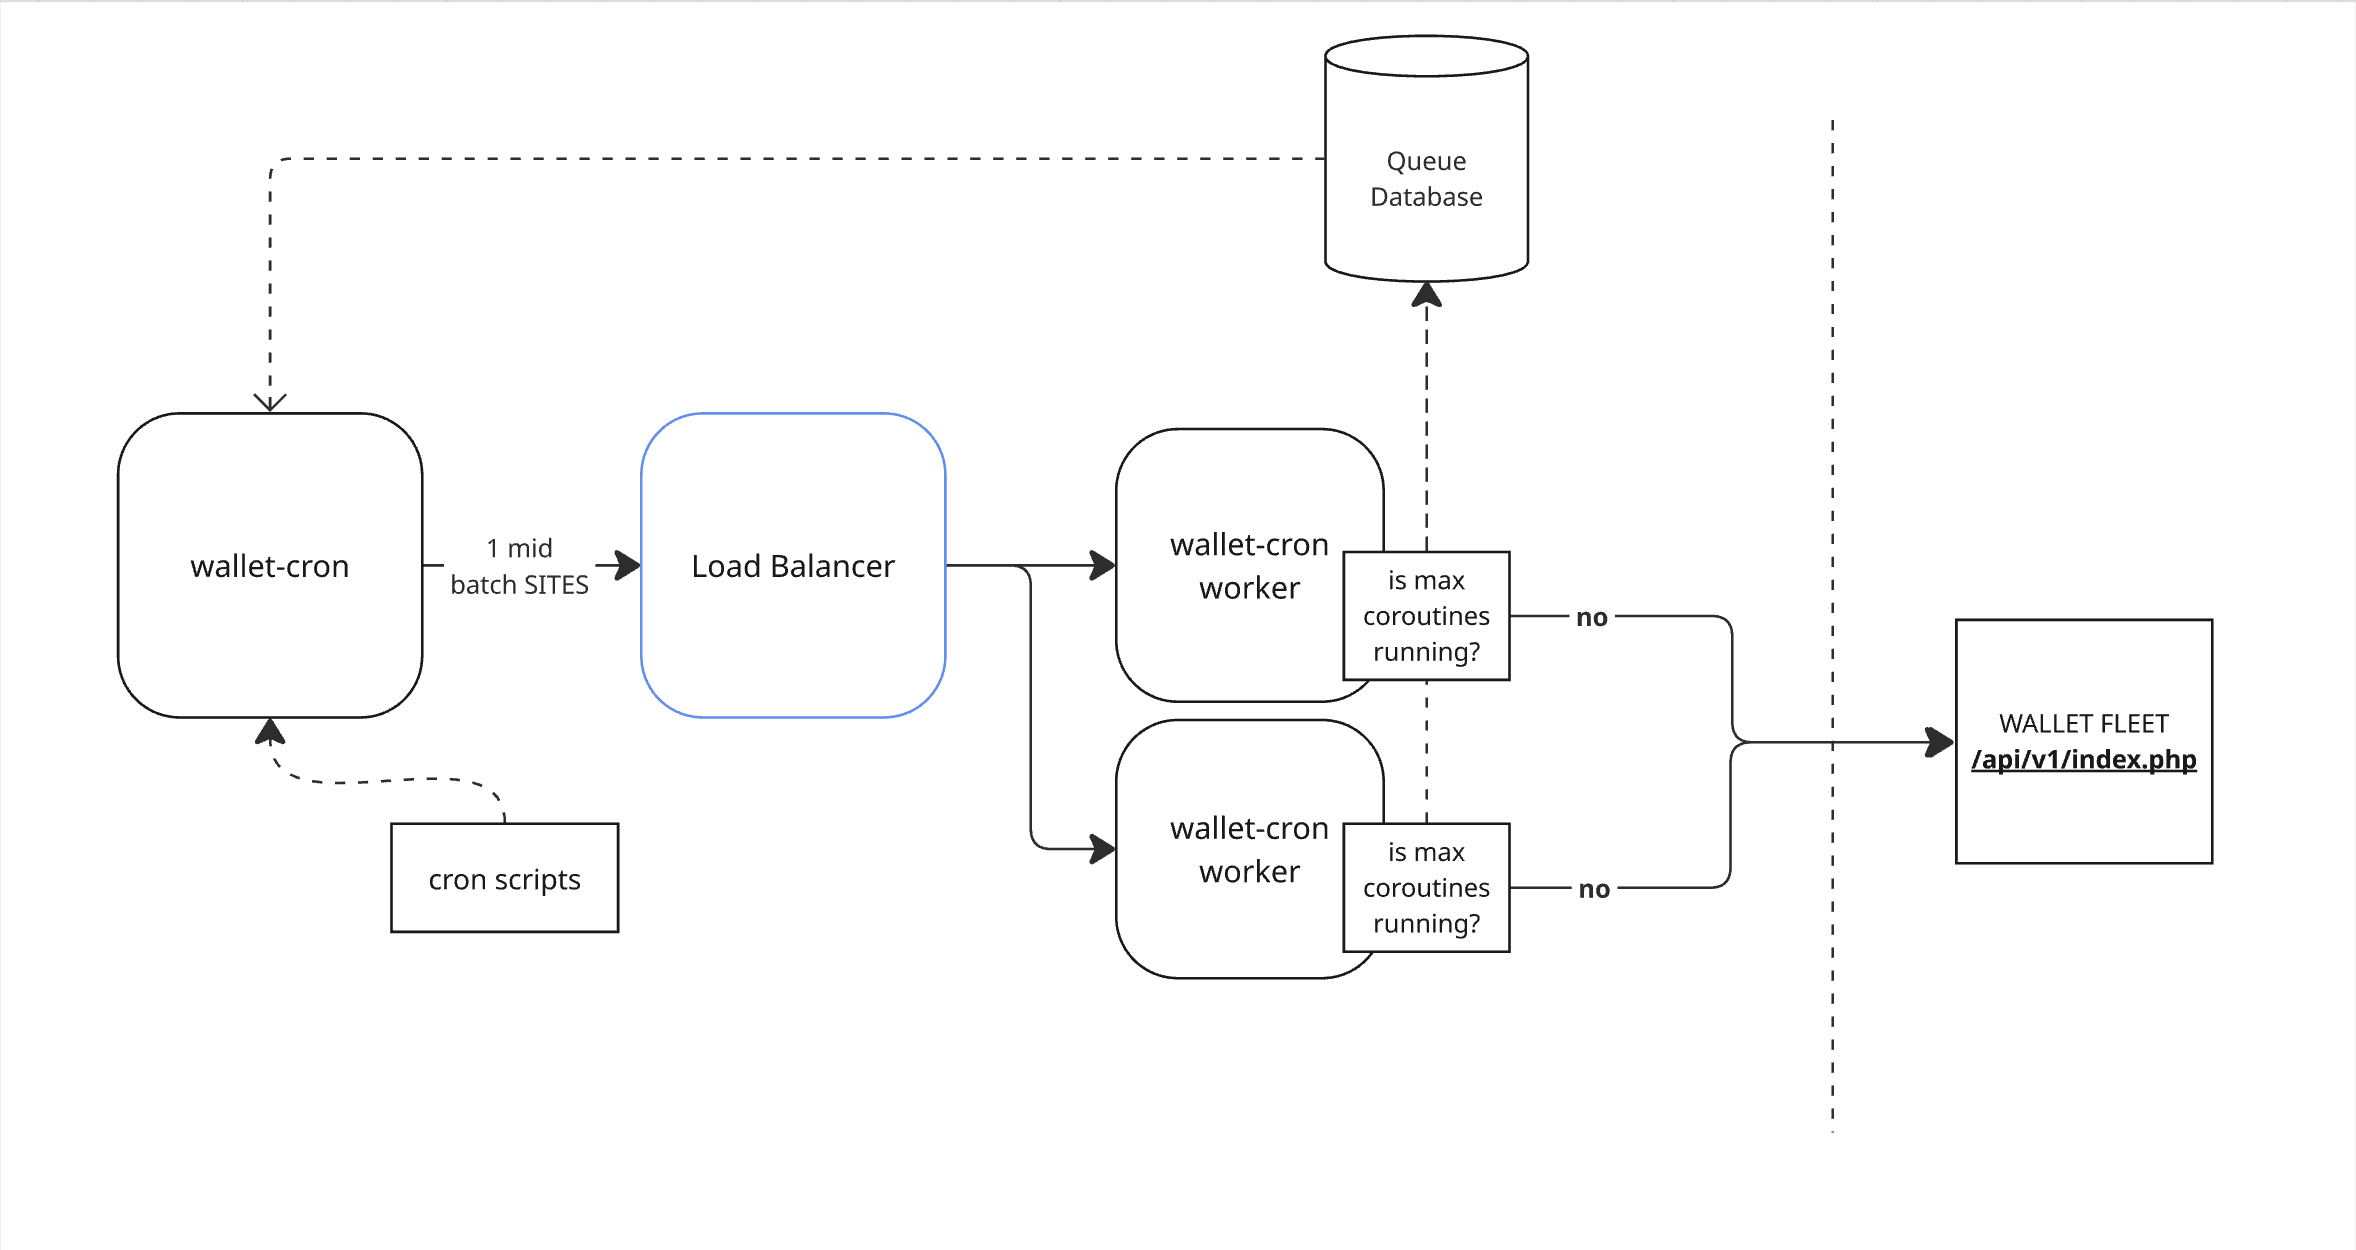 Queue
Database
wallet-cron
1 mid
batch SITES
Load Balancer
wallet-cron
worker
is max
coroutines
running?
no
WALLET FLEET
/api/v1/index.php
cron scripts
wallet-cron
worker
is max
coroutines
running?
no